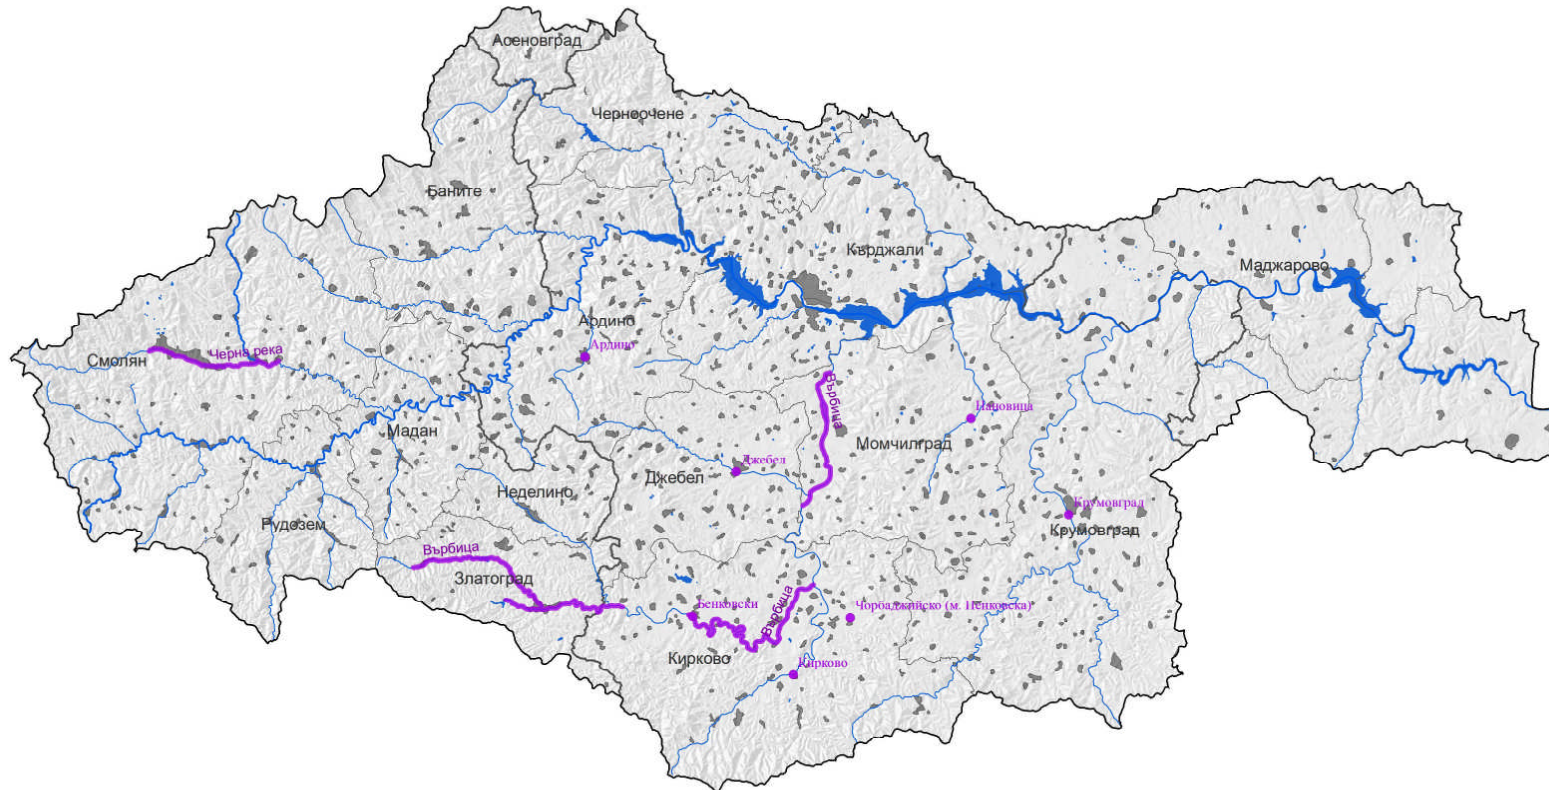 Асеновград
Черноочене
Баните
Кърджали
Маджарово
Ардино
Ардино
Смолян
Черна река
Върбица
Нановица
Мадан
Момчилград
Джебел
Джебел
Неделино
Крумовград
Крумовград
Рудозем
Върбица
Златоград
Бенковски
Върбица
Чорбаджийско (м. Пенковска)
Кирково
Кирково